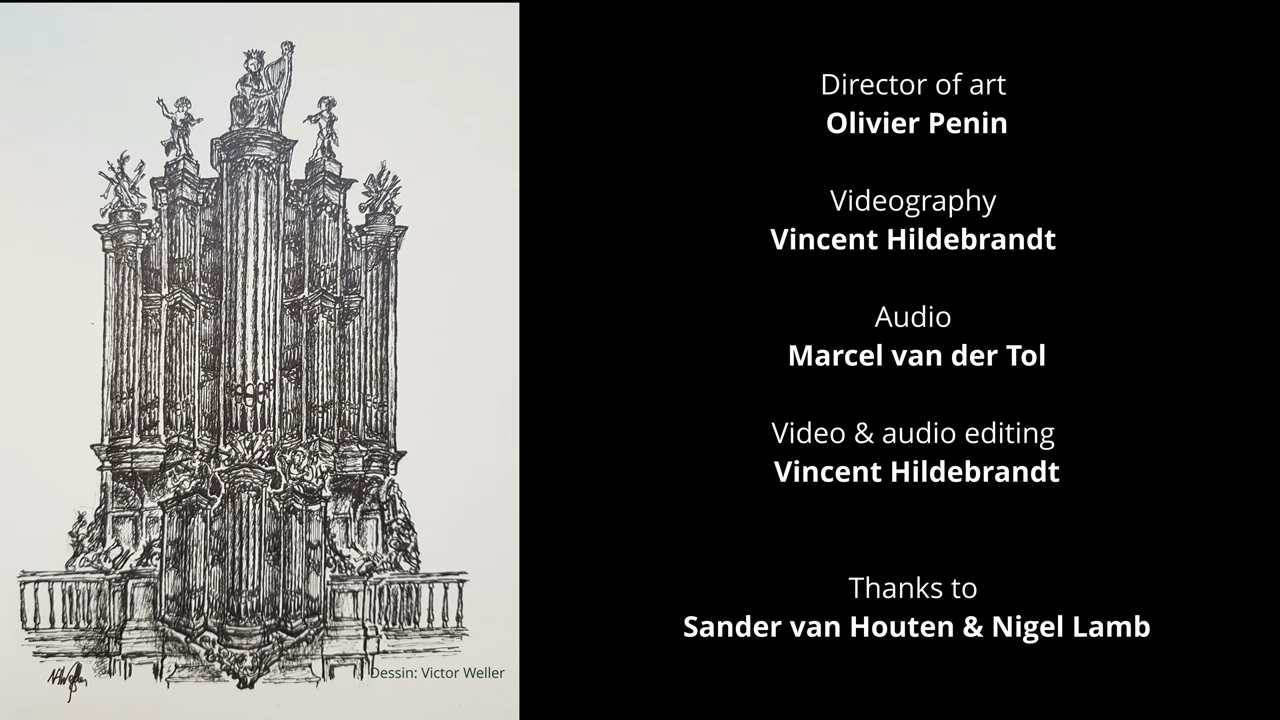 Director of art
Olivier Penin
Videography
Vincent Hildebrandt
Audio
Marcel van der Tol
Video & audio editing
Vincent Hildebrandt
Thanks to
Sander van Houten & Nigel Lamb
Dessin: Victor Weller